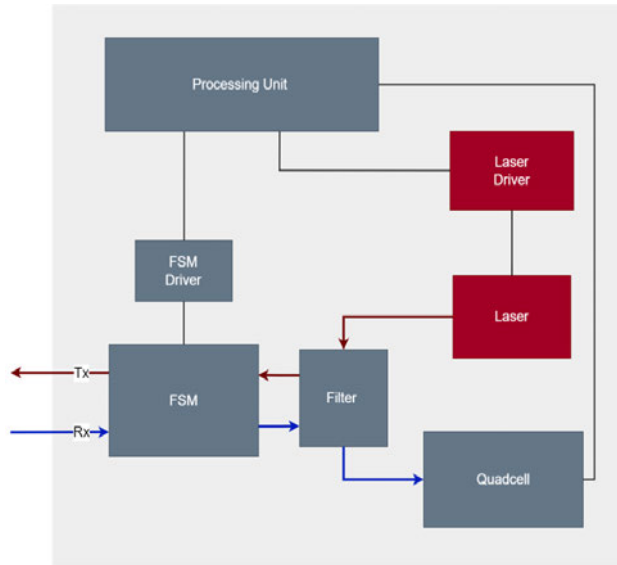 Processing Unit
Laser
Driver
FSM
Driver
Laser
Tx
FSM
Filter
Rx
Quadcell